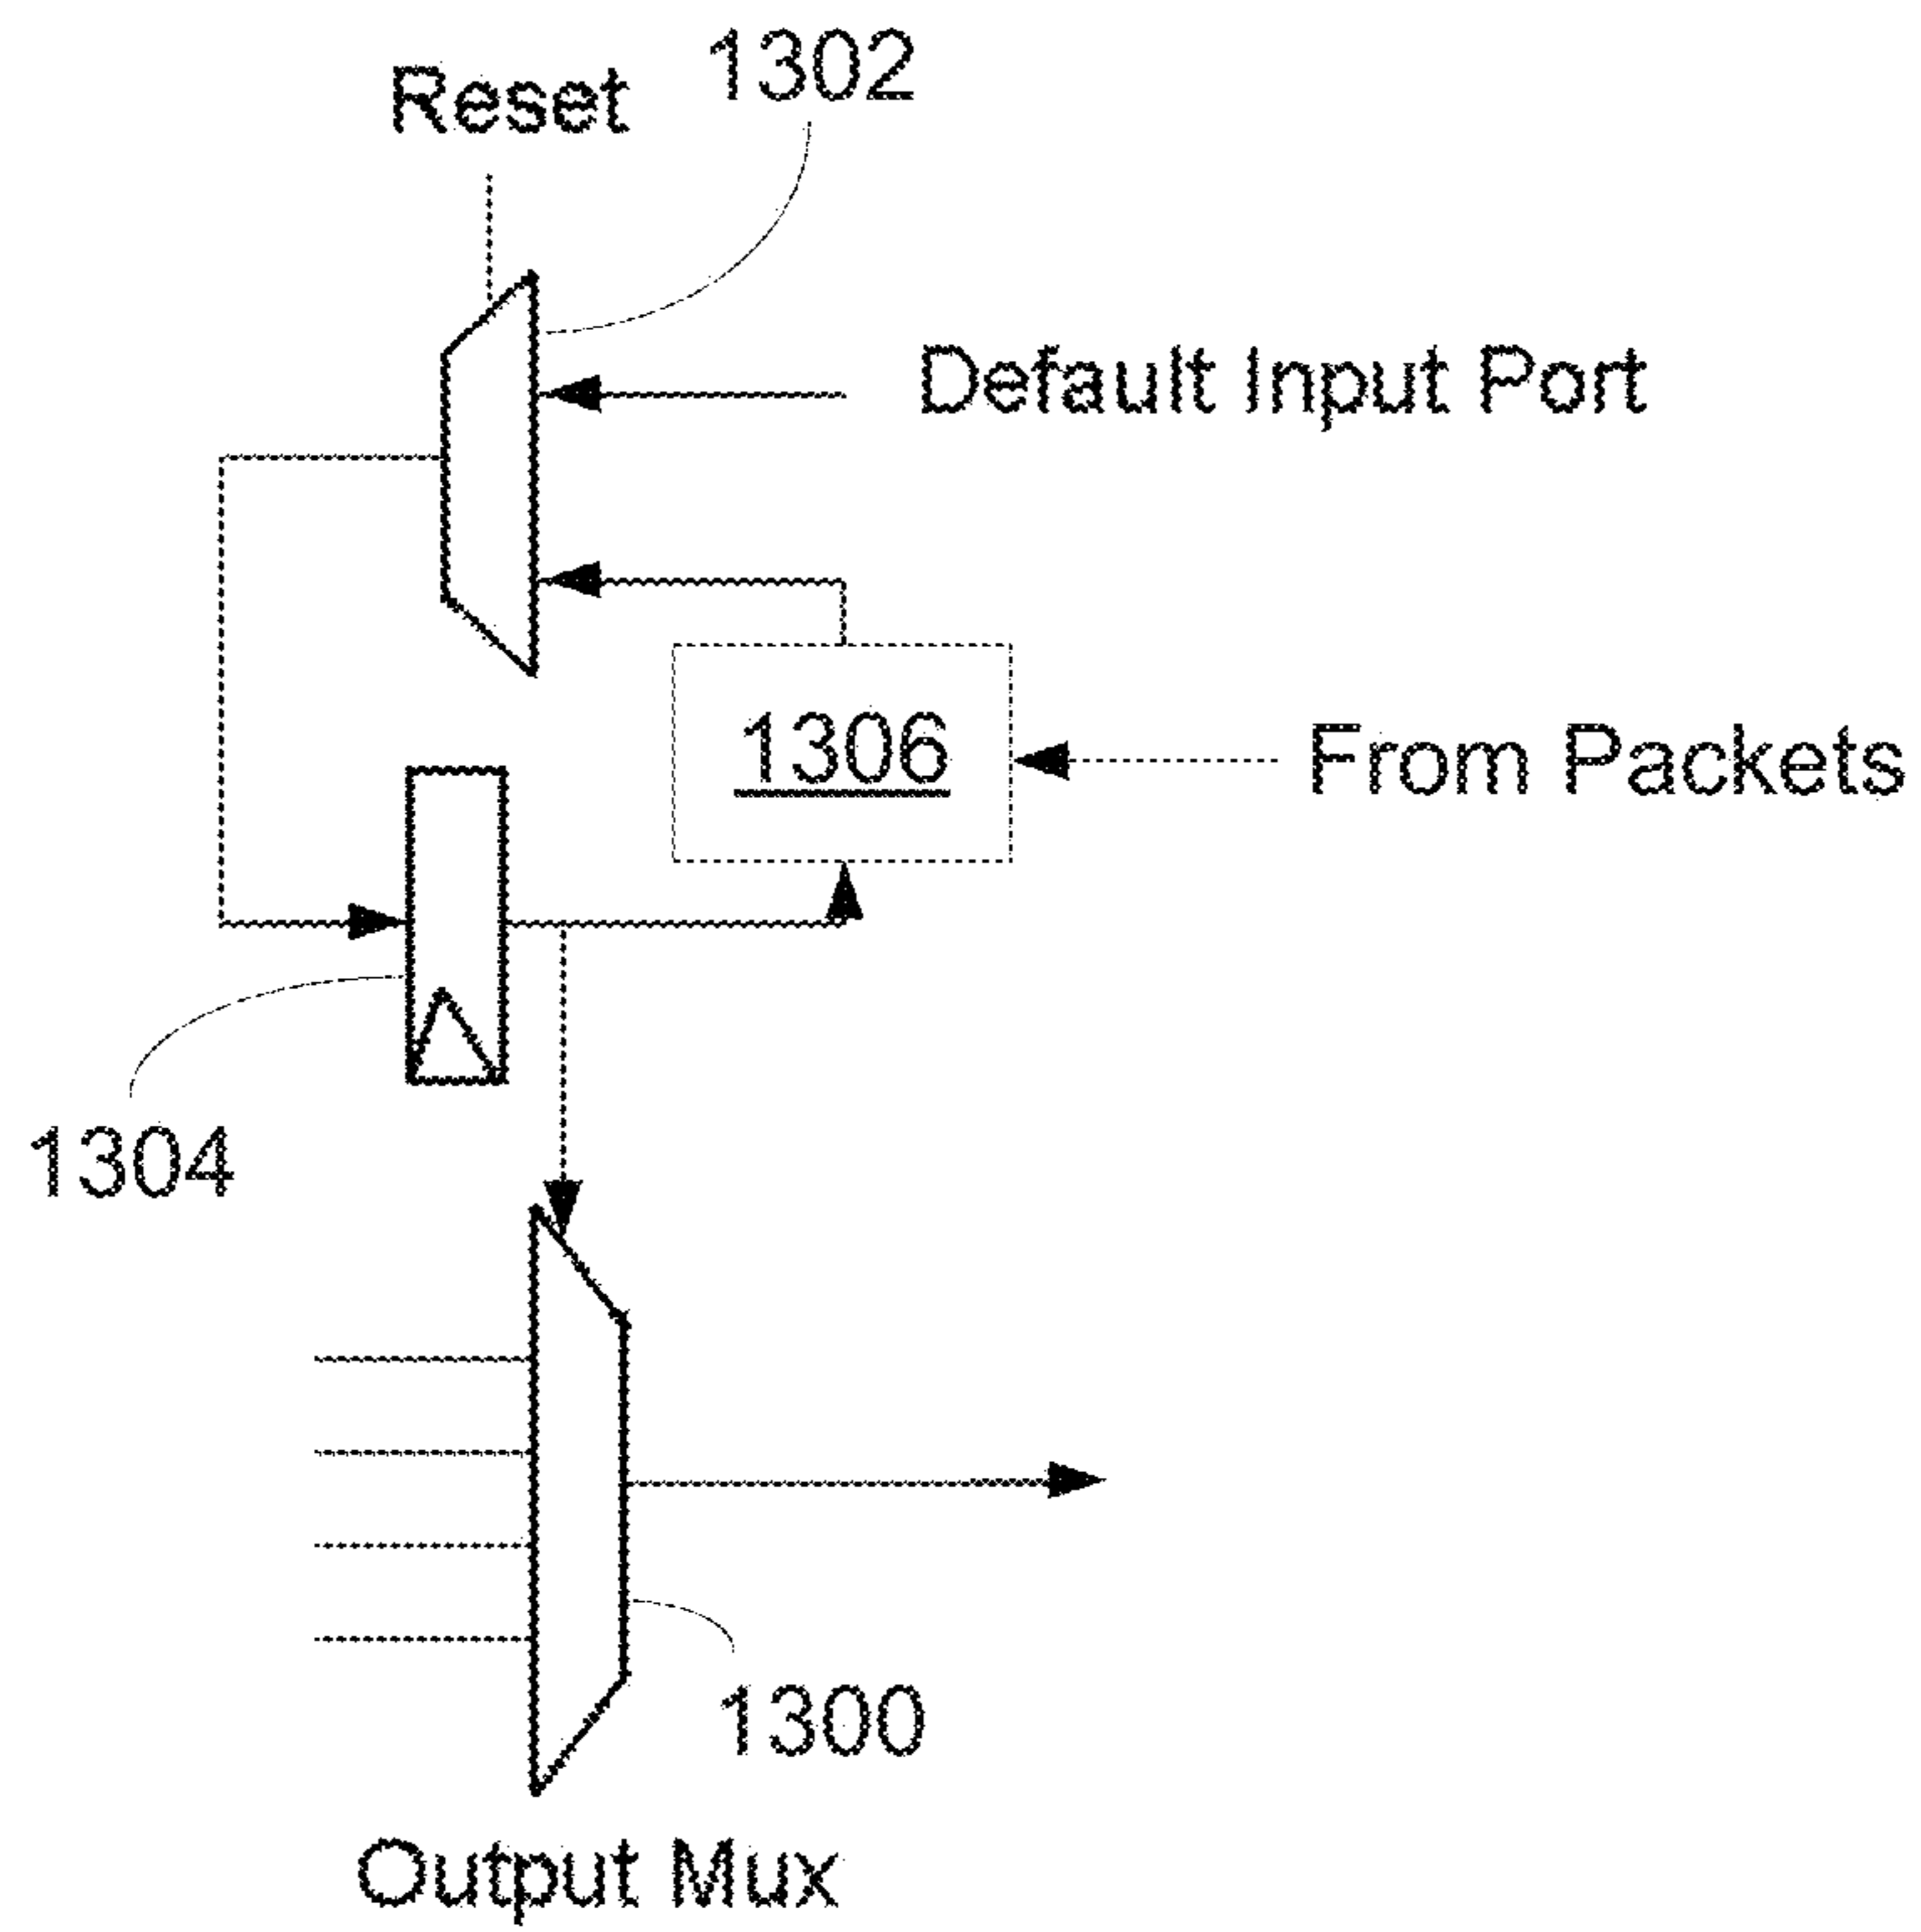 1302
Reset
Default Input Port
1306
From Packets
1304
1300
Output Mux